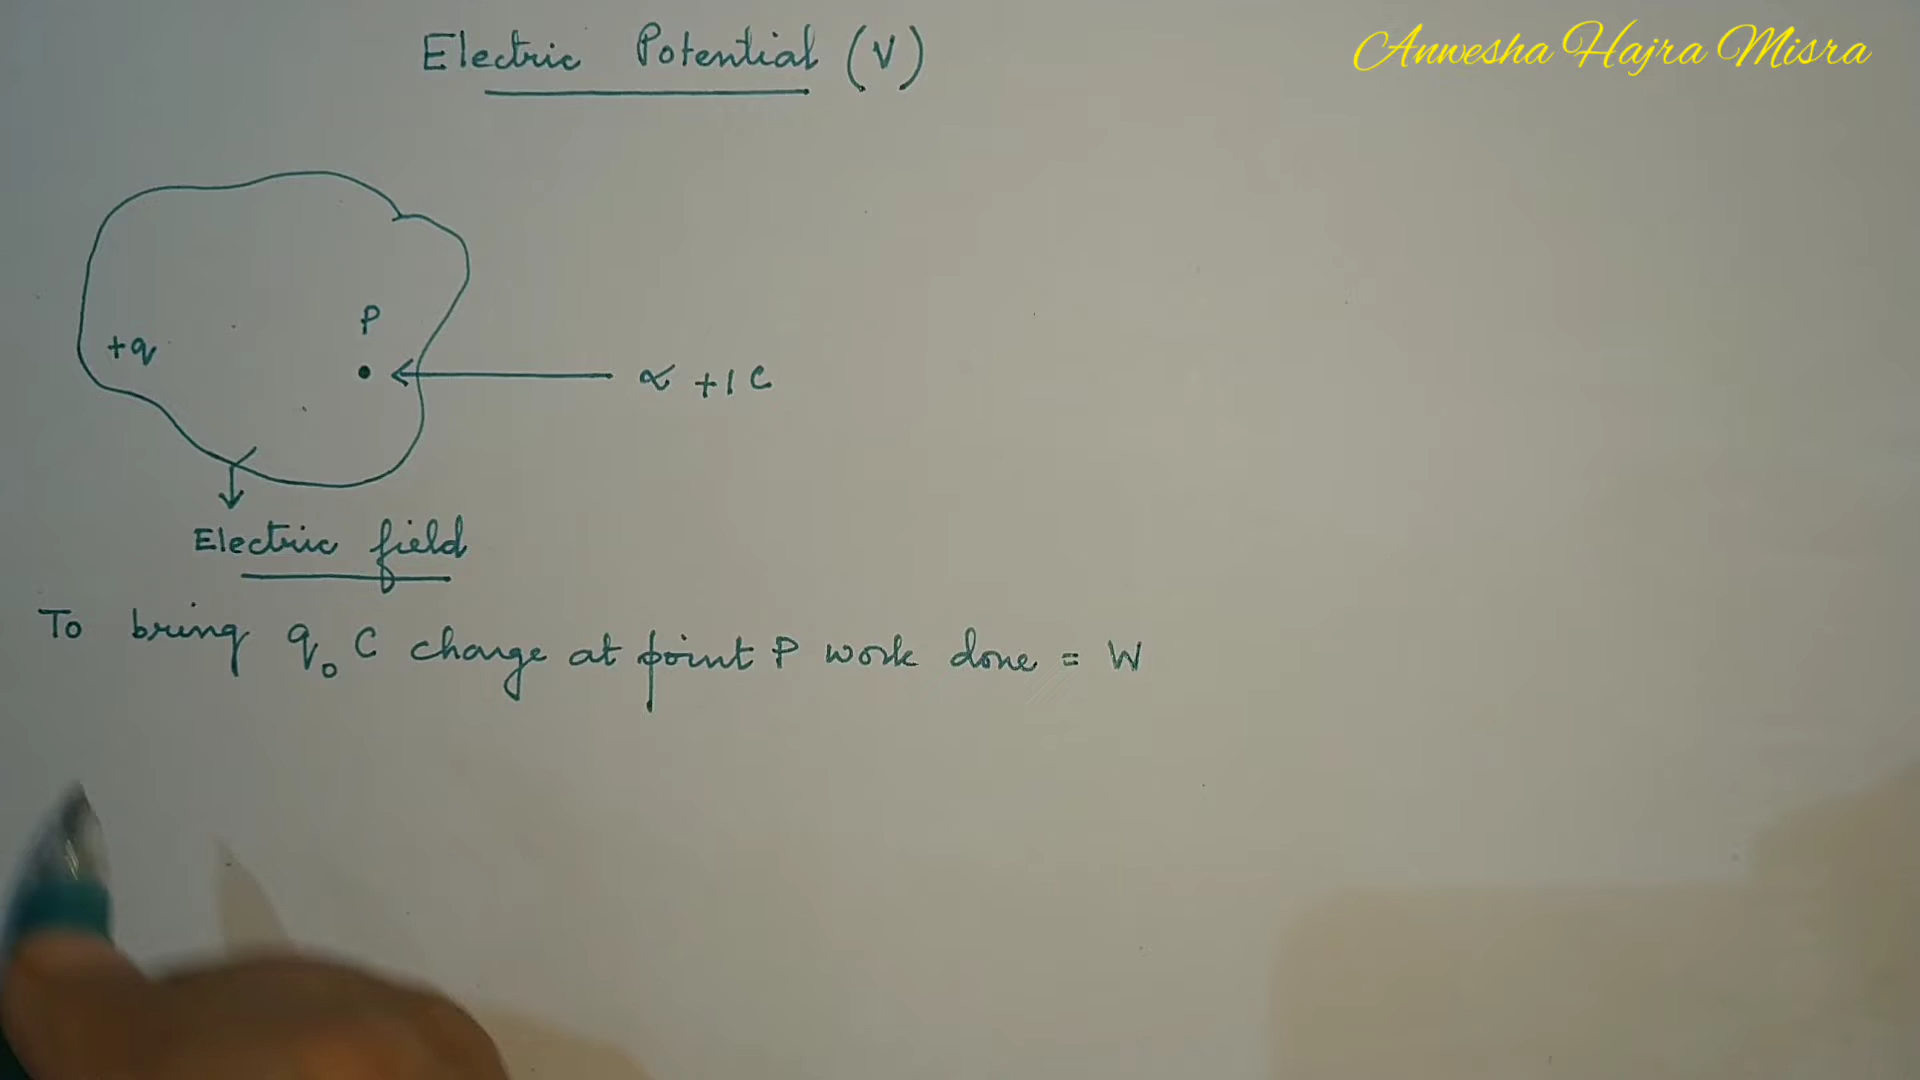 Electric Potential (V)
Anwesha Hajra Misra
P
+q
∝ +1 C
Electric field
To bring q₀ C charge at point P work done = W